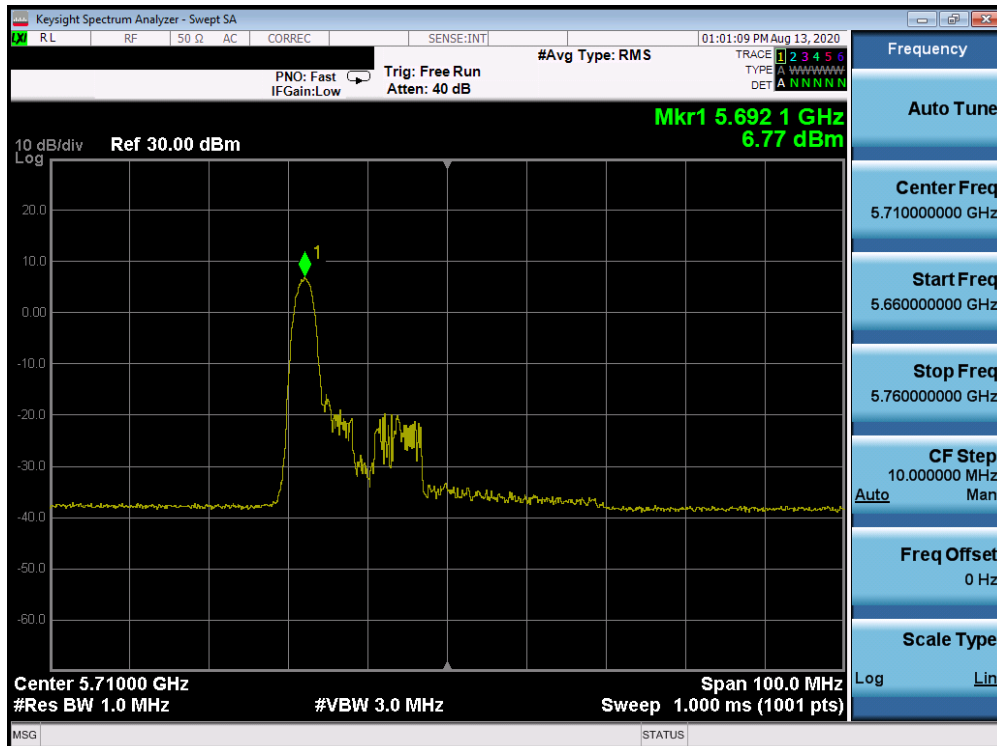 Keysight Spectrum Analyzer - Swept SA
LXI RL RF 50 Ω AC CORREC SENSE:INT 01:01:09 PM Aug 13, 2020
Frequency
#Avg Type: RMS
TRACE 1 2 3 4 5 6
TYPE A WWWWW
DET A N N N N N
PNO: Fast
IFGain:Low
Trig: Free Run
Atten: 40 dB
Auto Tune
Mkr1 5.692 1 GHz
6.77 dBm
10 dB/div
Log
Ref 30.00 dBm
Center Freq
5.710000000 GHz
20.0
10.0
1
0.00
-10.0
-20.0
-30.0
-40.0
-50.0
-60.0
Start Freq
5.660000000 GHz
Stop Freq
5.760000000 GHz
CF Step
10.000000 MHz
Auto Man
Freq Offset
0 Hz
Scale Type
Log Lin
Center 5.71000 GHz Span 100.0 MHz
#Res BW 1.0 MHz #VBW 3.0 MHz Sweep 1.000 ms (1001 pts)
MSG STATUS